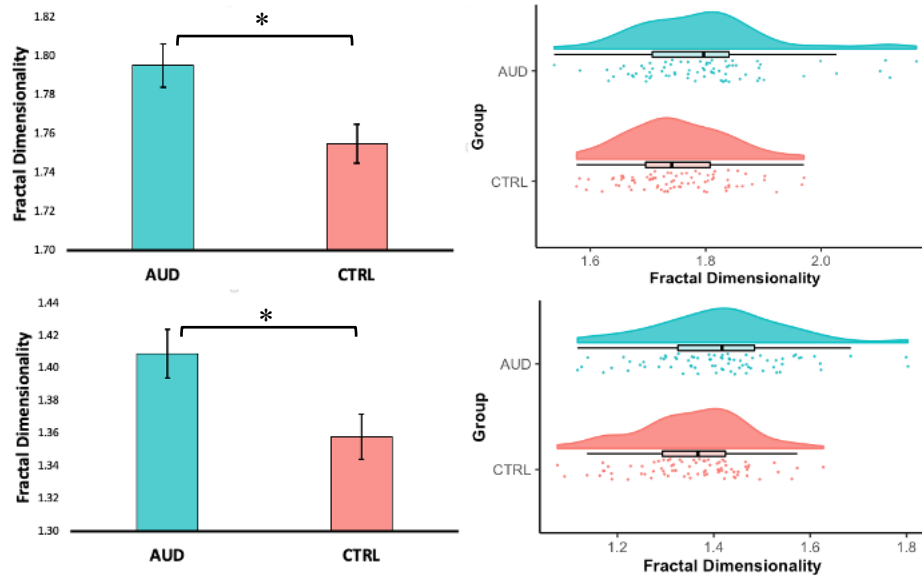 Fractal Dimensionality
1.82
1.80
1.78
1.76
1.74
1.72
1.70
*
AUD
CTRL
Group
AUD
CTRL
1.6
1.8
2.0
Fractal Dimensionality
Fractal Dimensionality
1.44
1.42
1.40
1.38
1.36
1.34
1.32
1.30
*
AUD
CTRL
Group
AUD
CTRL
1.2
1.4
1.6
1.8
Fractal Dimensionality